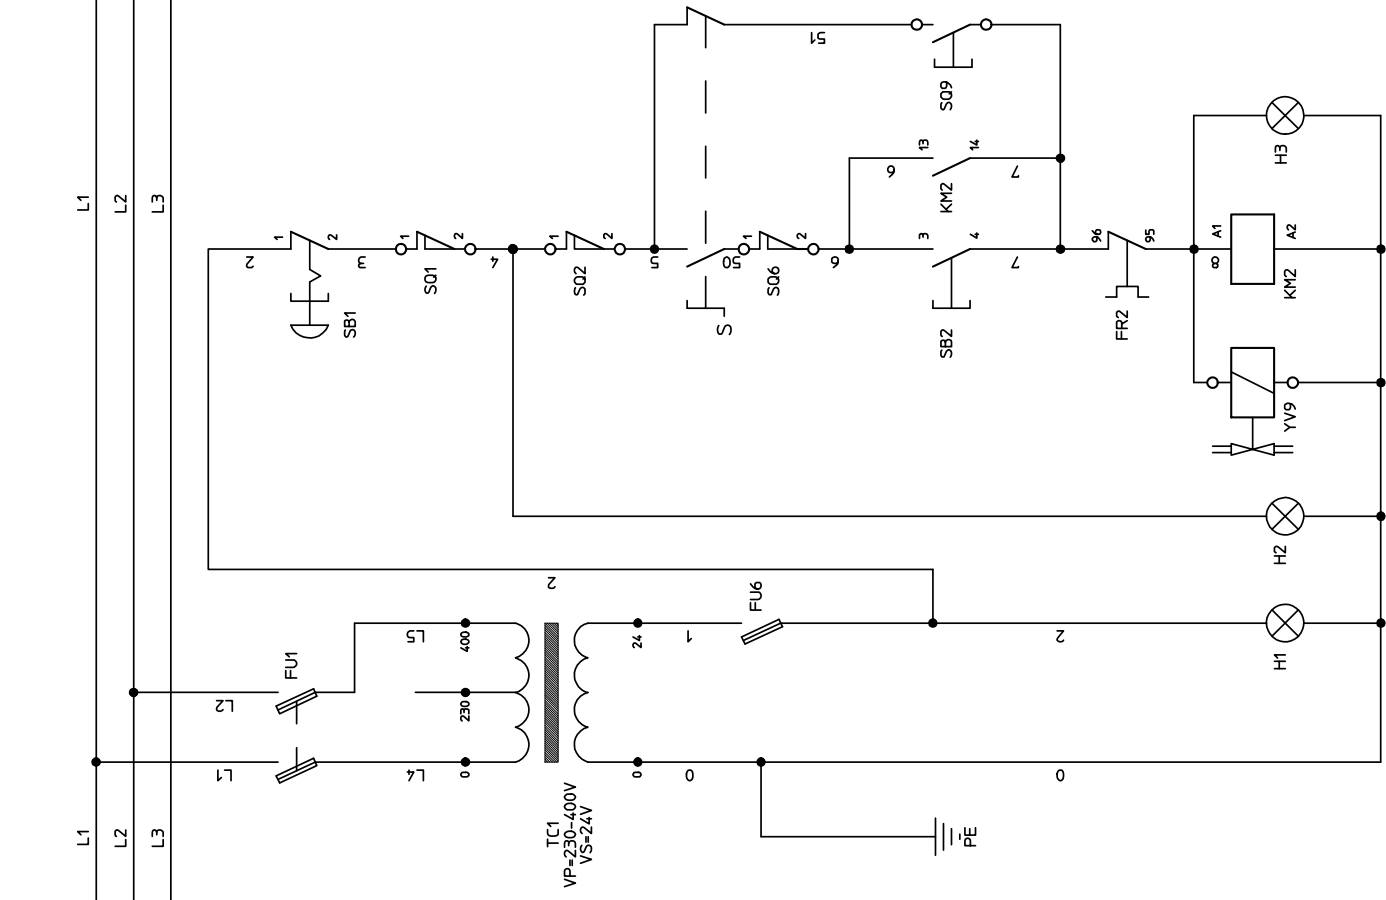 L1
L2
L3
51
SQ9
H3
13
14
6
7
KM2
1
2
2
3
SB1
1
2
SQ1
4
1
2
SQ2
5
S
50
1
2
SQ6
6
3
4
SB2
7
96
95
FR2
A1
A2
8
KM2
YV9
H2
2
H1
FU1
L5
400
24
1
FU6
2
L2
230
L1
L4
0
0
0
0
L1
L2
L3
TC1
VP=230-400V
VS=24V
PE